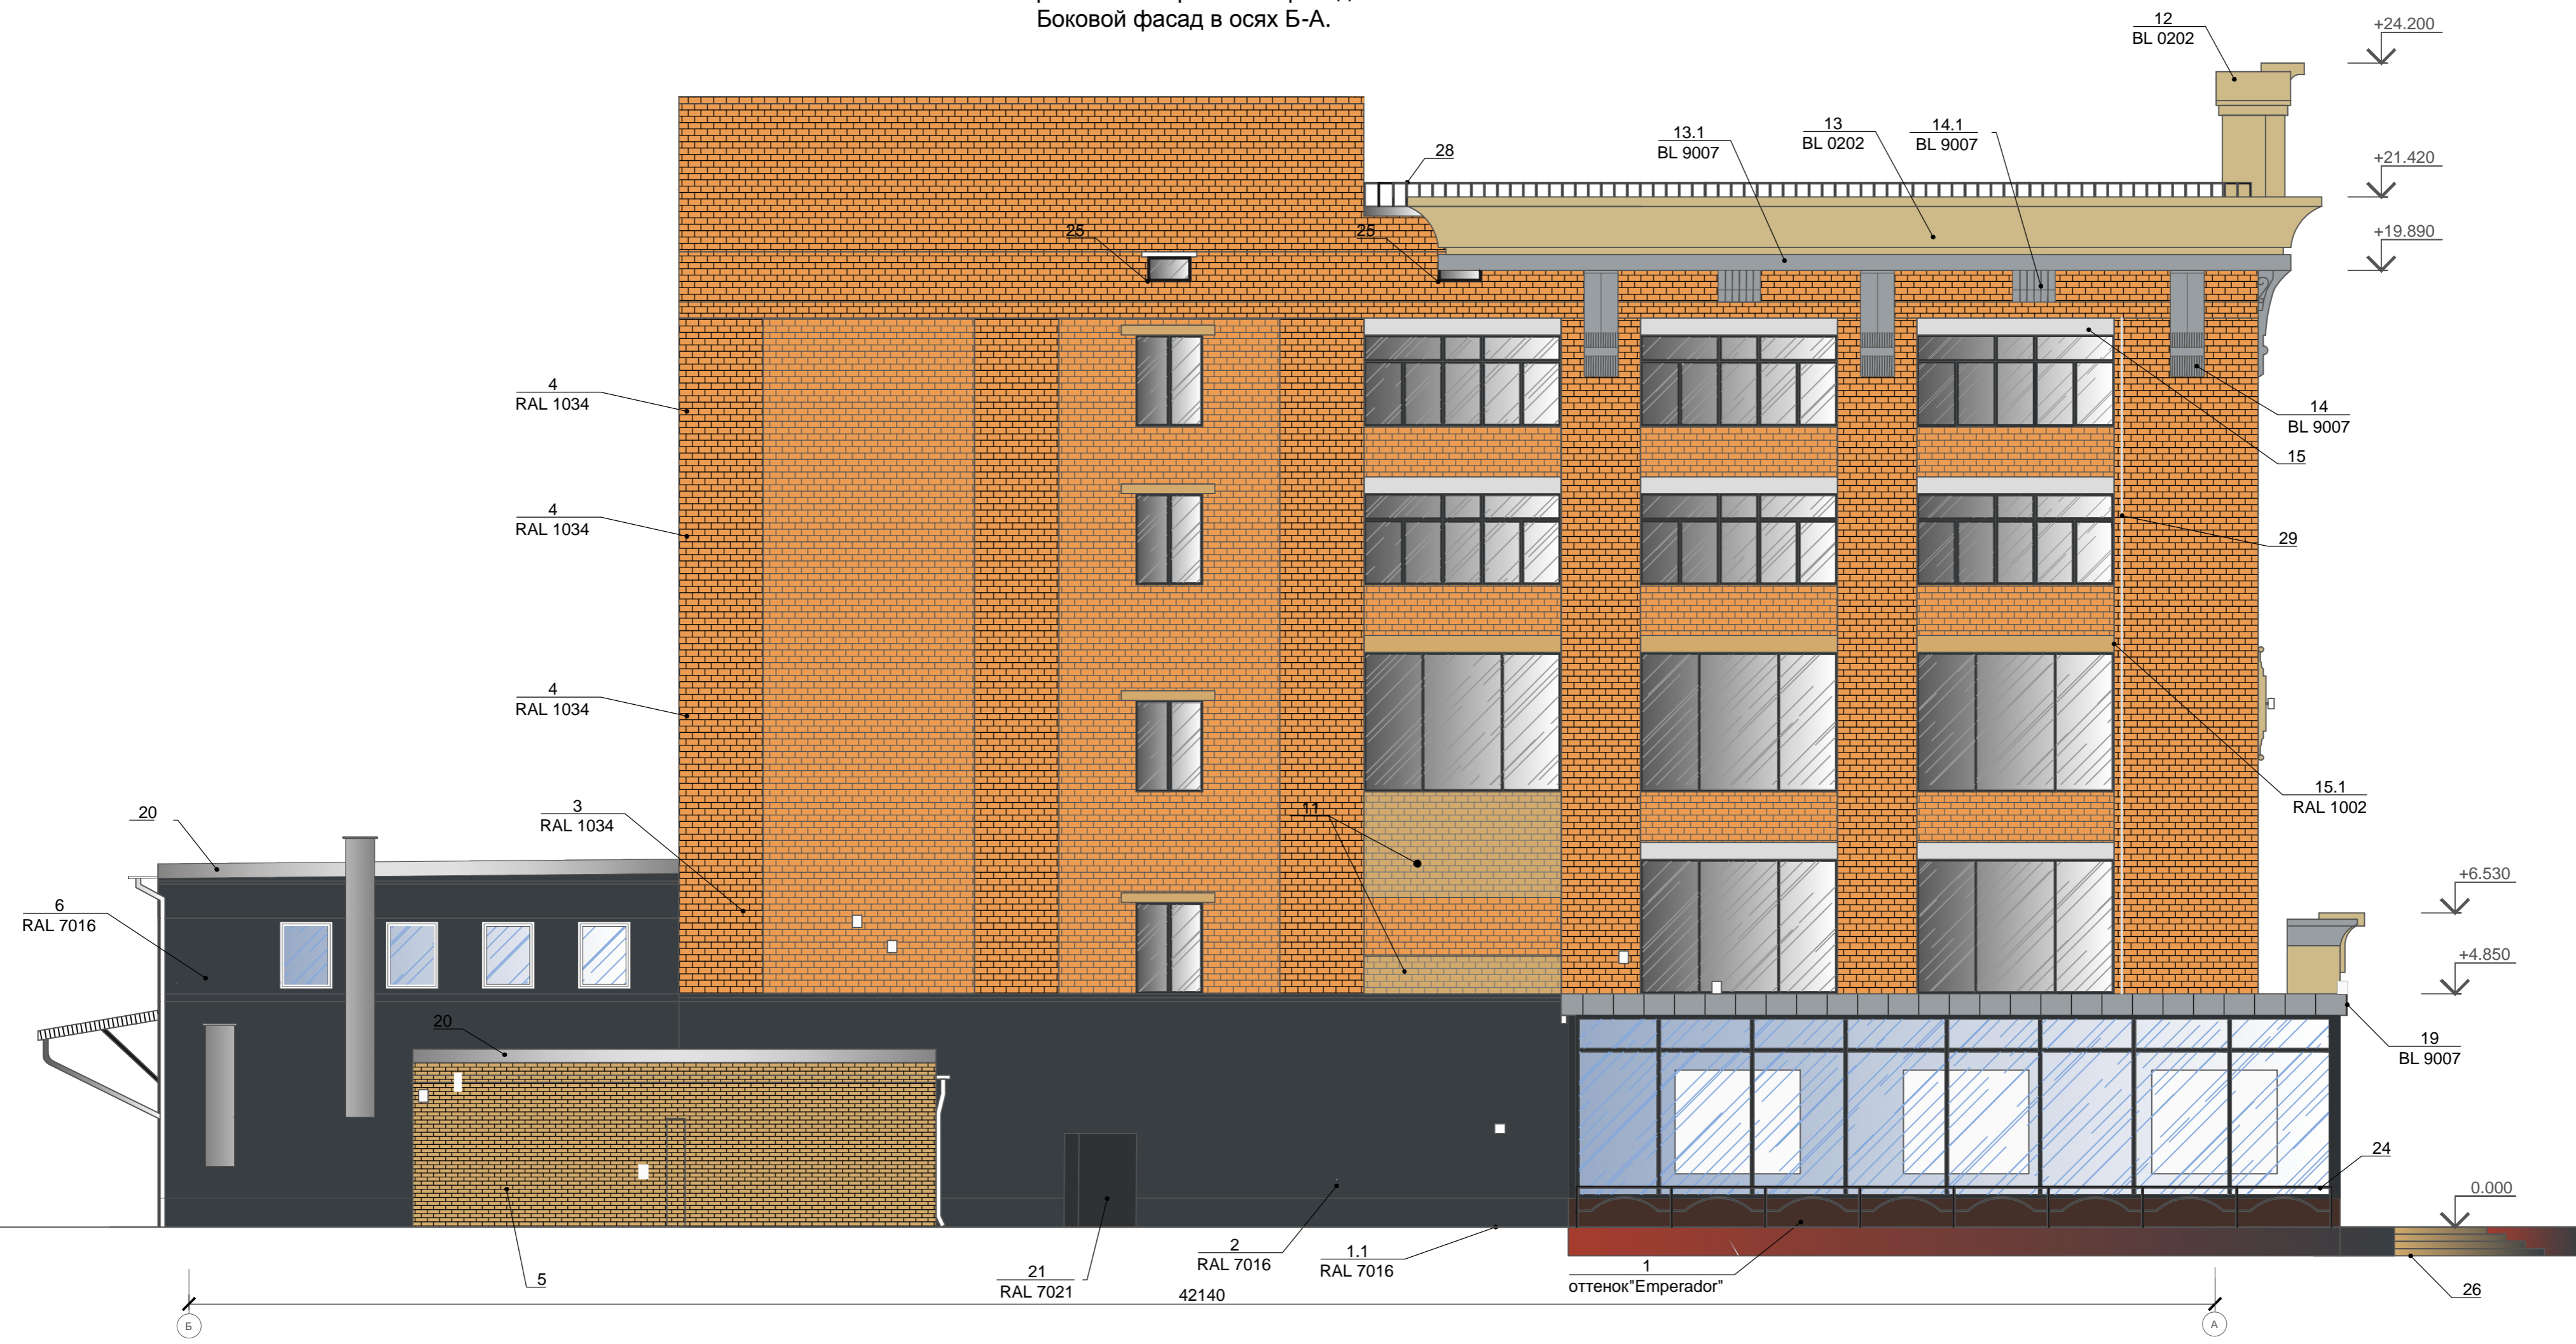 Боковой фасад в осях Б-А.
12
BL 0202
+24.200
28
13.1
BL 9007
13
BL 0202
14.1
BL 9007
+21.420
25
25
+19.890
4
RAL 1034
14
BL 9007
15
4
RAL 1034
29
4
RAL 1034
15.1
RAL 1002
20
3
RAL 1034
11
+6.530
6
RAL 7016
+4.850
20
19
BL 9007
24
0.000
5
21
RAL 7021
2
RAL 7016
1.1
RAL 7016
1
оттенок"Emperador"
26
42140
Б
А